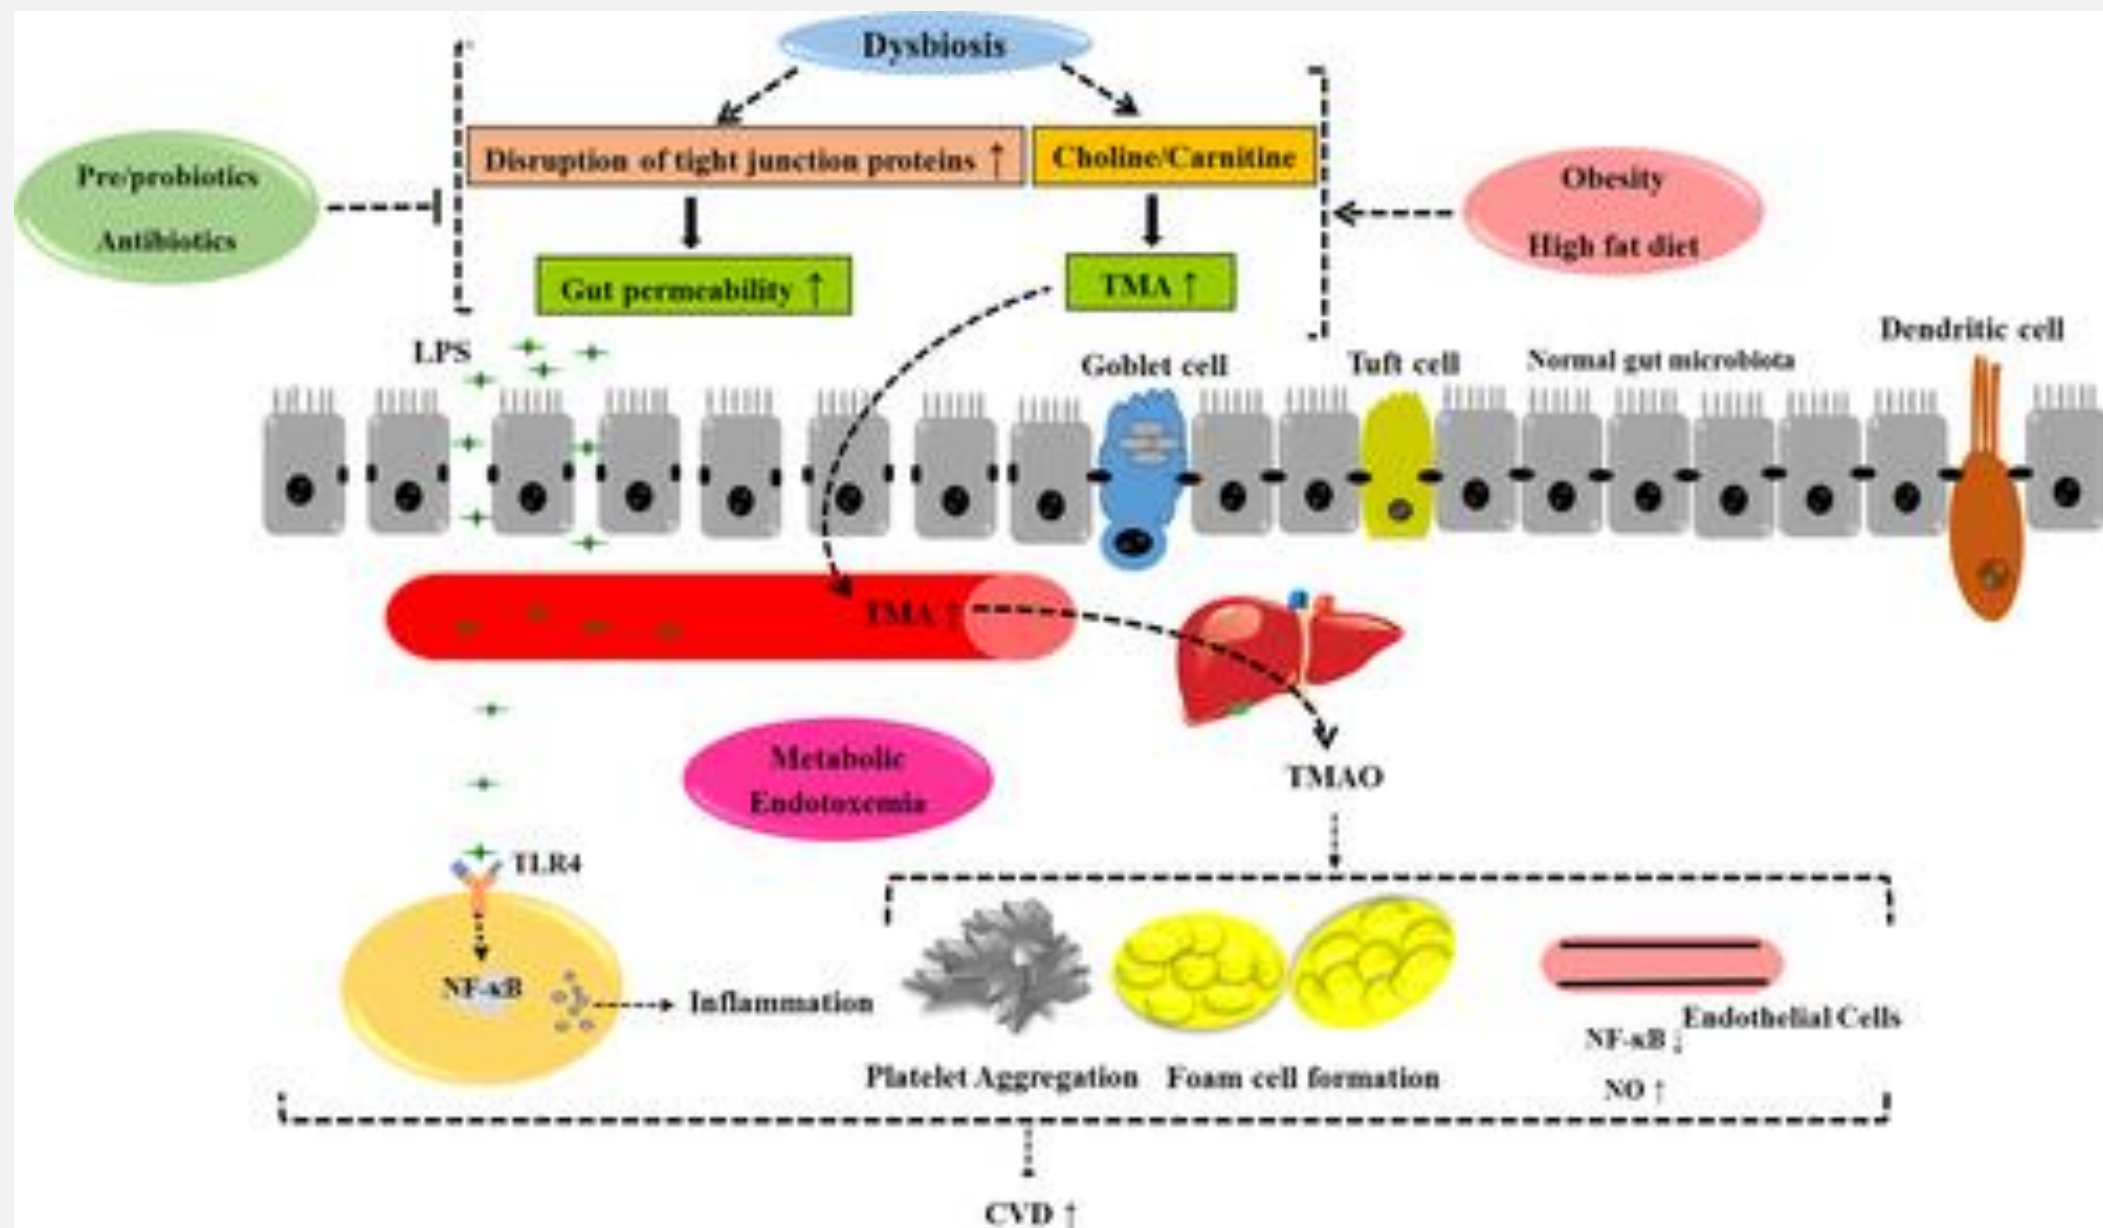 Dysbiosis
Pre/probiotics
Antibiotics
Disruption of tight junction proteins ↑
Choline/Carnitine
Obesity
High fat diet
Gut permeability ↑
TMA ↑
LPS
Goblet cell
Tuft cell
Normal gut microbiota
Dendritic cell
TMA ↑
Metabolic
Endotoxemia
TMAO
TLR4
NF-κB
Inflammation
Platelet Aggregation
Foam cell formation
Endothelial Cells
NF-κB ↓
NO ↑
CVD ↑